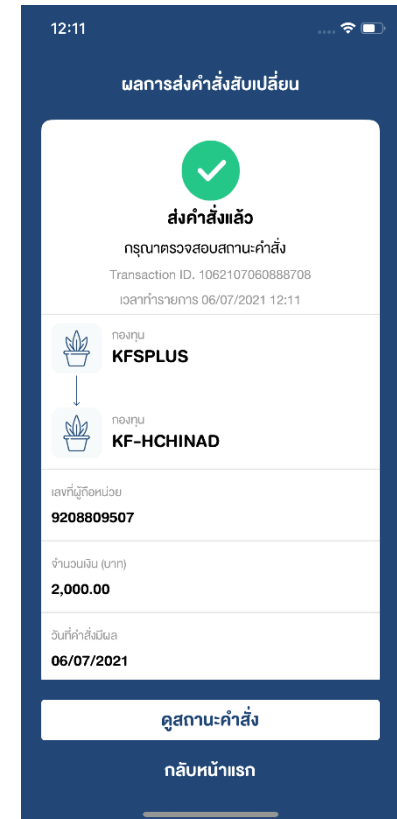 12:11
ผลการส่งคำสั่งสับเปลี่ยน
ส่งคำสั่งแล้ว
กรุณาตรวจสอบสถานะคำสั่ง
Transaction ID. 1062107060888708
เวลาทำรายการ 06/07/2021 12:11
กองทุน
KFSPLUS
กองทุน
KF-HCHINAD
เลขที่ผู้ถือหน่วย
9208809507
จำนวนเงิน (บาท)
2,000.00
วันที่คำสั่งมีผล
06/07/2021
ดูสถานะคำสั่ง
กลับหน้าแรก